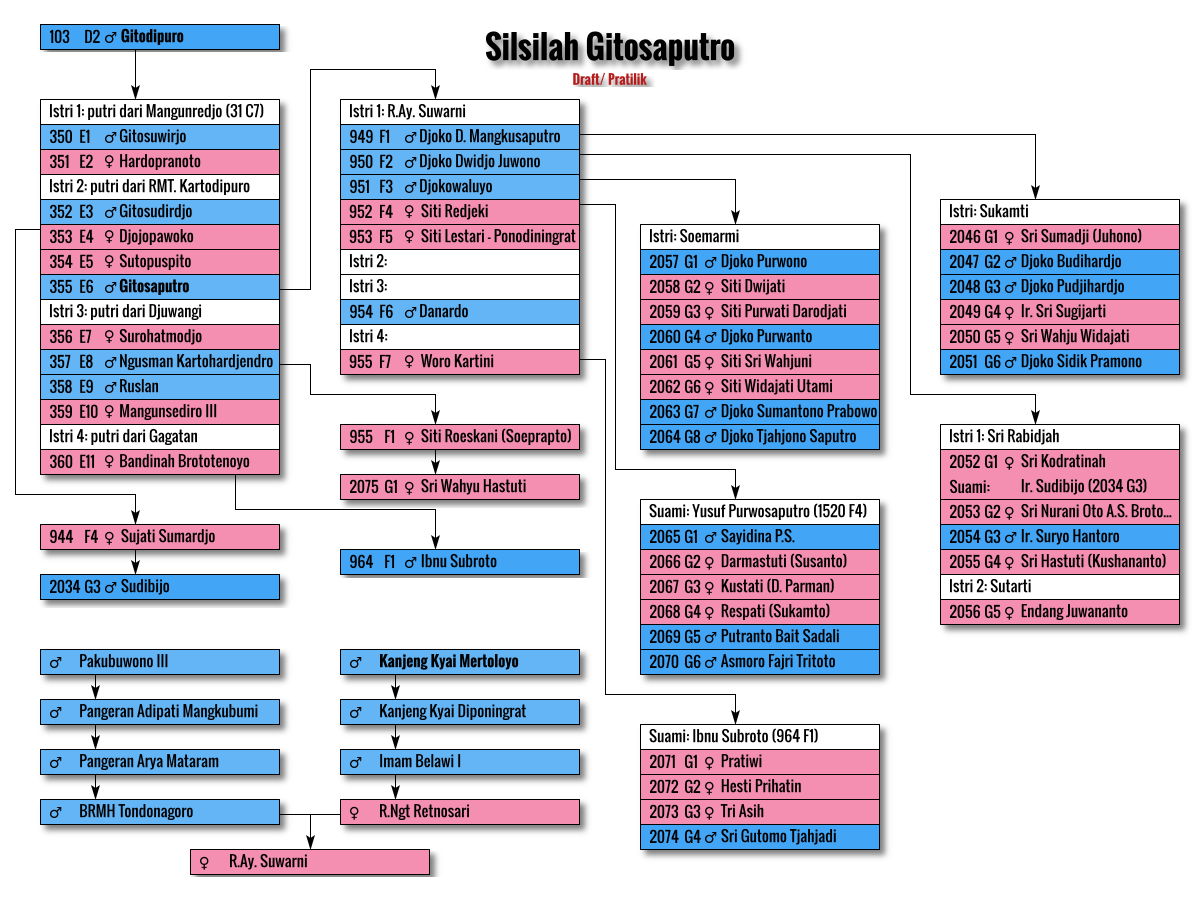 Silsilah Gitosaputro
Draft/ Pratilik
103 D2 ♂ Gitodipuro
Istri 1: putri dari Mangunredjo (31 C7)
350 E1 ♂ Gitosuwirjo
351 E2 ♀ Hardopranoto
Istri 2: putri dari RMT. Kartodipuro
352 E3 ♂ Gitosudirdjo
353 E4 ♀ Djojopawoko
354 E5 ♀ Sutopuspito
355 E6 ♂ Gitosaputro
Istri 3: putri dari Djuwangi
356 E7 ♀ Surohatmodjo
357 E8 ♂ Ngusman Kartohardjendro
358 E9 ♂ Ruslan
359 E10 ♀ Mangunsediro III
Istri 4: putri dari Gagatan
360 E11 ♀ Bandinah Brototenoyo
944 F4 ♀ Sujati Sumardjo
2034 G3 ♂ Sudibijo
Istri 1: R.Ay. Suwarni
949 F1 ♂ Djoko D. Mangkusaputro
950 F2 ♂ Djoko Dwidjo Juwono
951 F3 ♂ Djokowaluyo
952 F4 ♀ Siti Redjeki
953 F5 ♀ Siti Lestari - Ponodiningrat
Istri 2:
Istri 3:
954 F6 ♂ Danardo
Istri 4:
955 F7 ♀ Woro Kartini
955 F1 ♀ Siti Roeskani (Soeprapto)
2075 G1 ♀ Sri Wahyu Hastuti
964 F1 ♂ Ibnu Subroto
Istri: Soemarmi
2057 G1 ♂ Djoko Purwono
2058 G2 ♀ Siti Dwijati
2059 G3 ♀ Siti Purwati Darodjati
2060 G4 ♂ Djoko Purwanto
2061 G5 ♀ Siti Sri Wahjuni
2062 G6 ♀ Siti Widajati Utami
2063 G7 ♂ Djoko Sumantono Prabowo
2064 G8 ♂ Djoko Tjahjono Saputro
Suami: Yusuf Purwosaputro (1520 F4)
2065 G1 ♂ Sayidina P.S.
2066 G2 ♀ Darmastuti (Susanto)
2067 G3 ♀ Kustati (D. Parman)
2068 G4 ♀ Respati (Sukamto)
2069 G5 ♂ Putranto Bait Sadali
2070 G6 ♂ Asmoro Fajri Tritoto
Suami: Ibnu Subroto (964 F1)
2071 G1 ♀ Pratiwi
2072 G2 ♀ Hesti Prihatin
2073 G3 ♀ Tri Asih
2074 G4 ♂ Sri Gutomo Tjahjadi
Istri: Sukamti
2046 G1 ♀ Sri Sumadji (Juhono)
2047 G2 ♂ Djoko Budihardjo
2048 G3 ♂ Djoko Pudjihardjo
2049 G4 ♀ Ir. Sri Sugijarti
2050 G5 ♀ Sri Wahju Widajati
2051 G6 ♂ Djoko Sidik Pramono
Istri 1: Sri Rabidjah
2052 G1 ♀ Sri Kodratinah
Suami: Ir. Sudibijo (2034 G3)
2053 G2 ♀ Sri Nurani Oto A.S. Broto...
2054 G3 ♂ Ir. Suryo Hantoro
2055 G4 ♀ Sri Hastuti (Kushananto)
Istri 2: Sutarti
2056 G5 ♀ Endang Juwananto
♂ Pakubuwono III
♂ Pangeran Adipati Mangkubumi
♂ Pangeran Arya Mataram
♂ BRMH Tondonagoro
♂ Kanjeng Kyai Mertoloyo
♂ Kanjeng Kyai Diponingrat
♂ Imam Belawi I
♀ R.Ngt Retnosari
♀ R.Ay. Suwarni